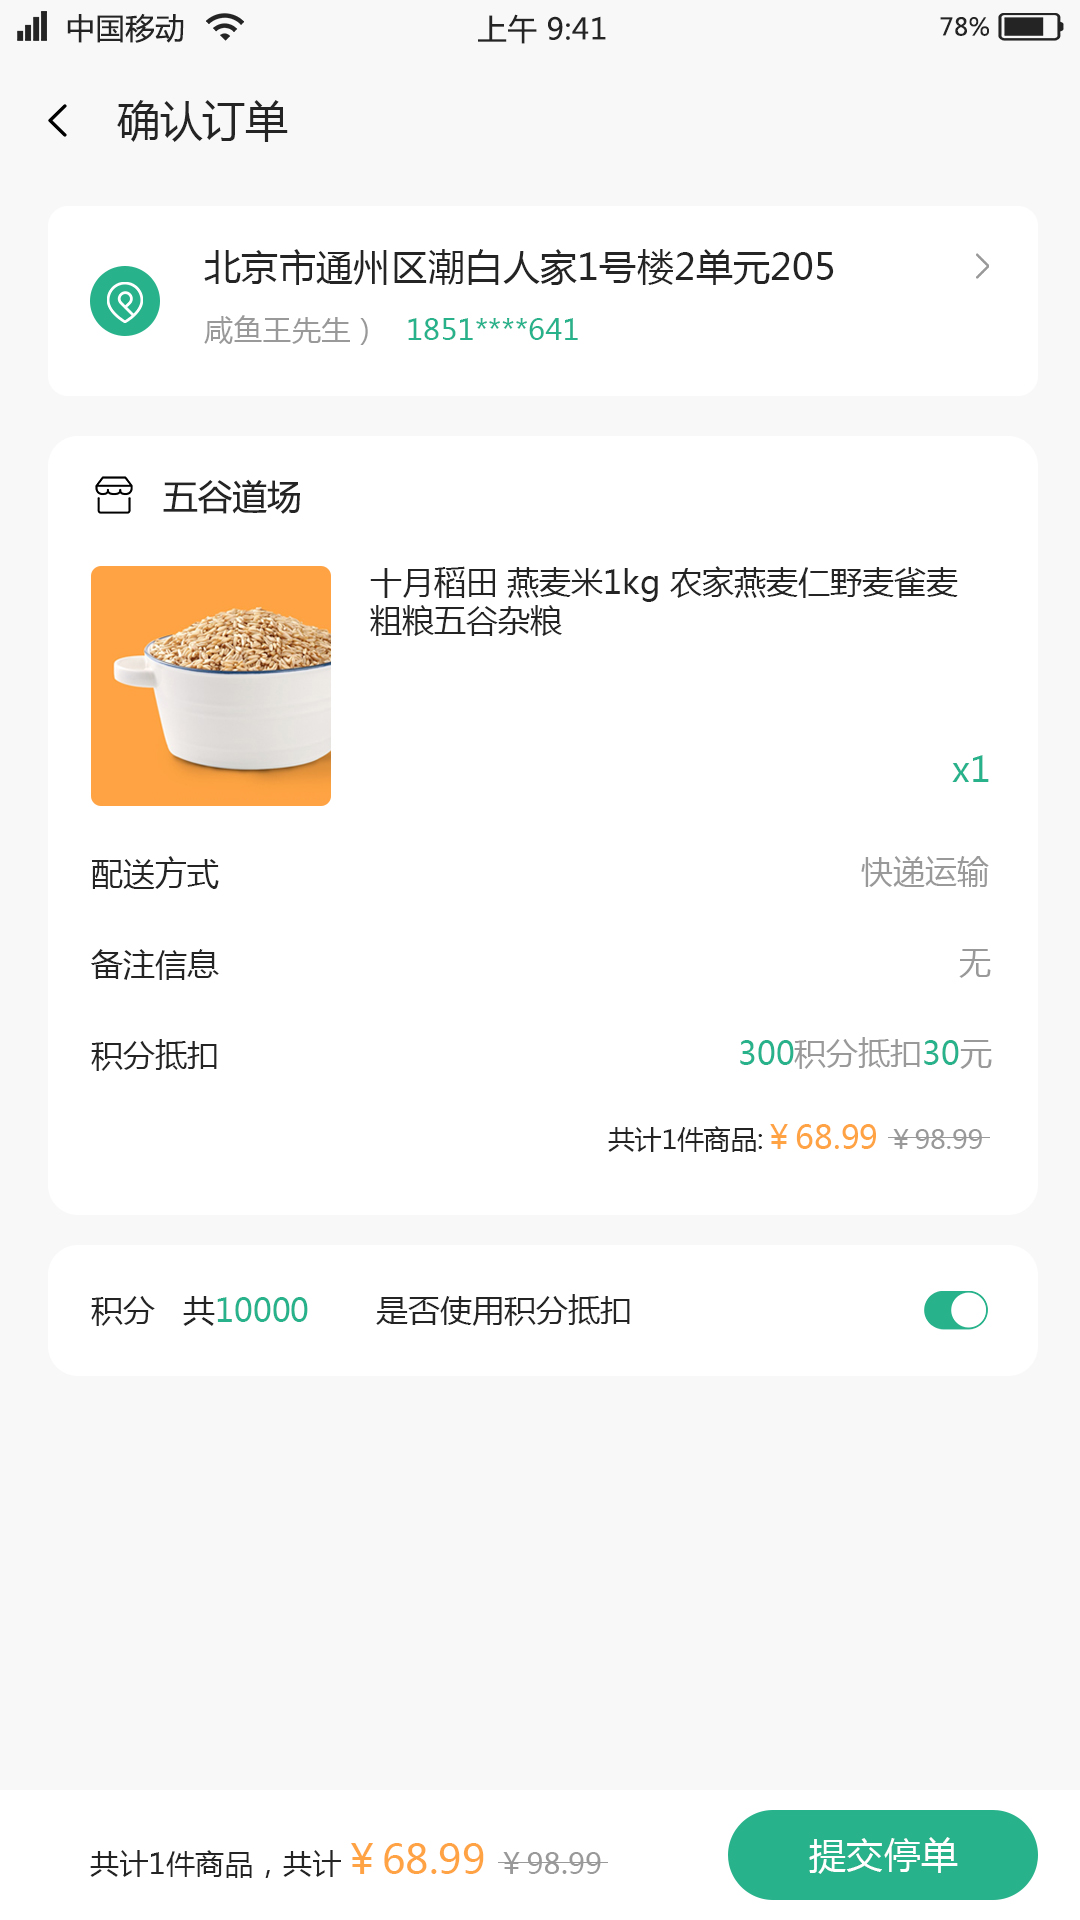 中国移动 上午 9:41 78%
确认订单
北京市通州区潮白人家1号楼2单元205
咸鱼王先生） 1851****641
五谷道场
十月稻田 燕麦米1kg 农家燕麦仁野麦雀麦
粗粮五谷杂粮
x1
配送方式 快递运输
备注信息 无
积分抵扣 300积分抵扣30元
共计1件商品: ¥ 68.99 ¥ 98.99
积分 共10000 是否使用积分抵扣
共计1件商品，共计 ¥ 68.99 ¥ 98.99
提交停单